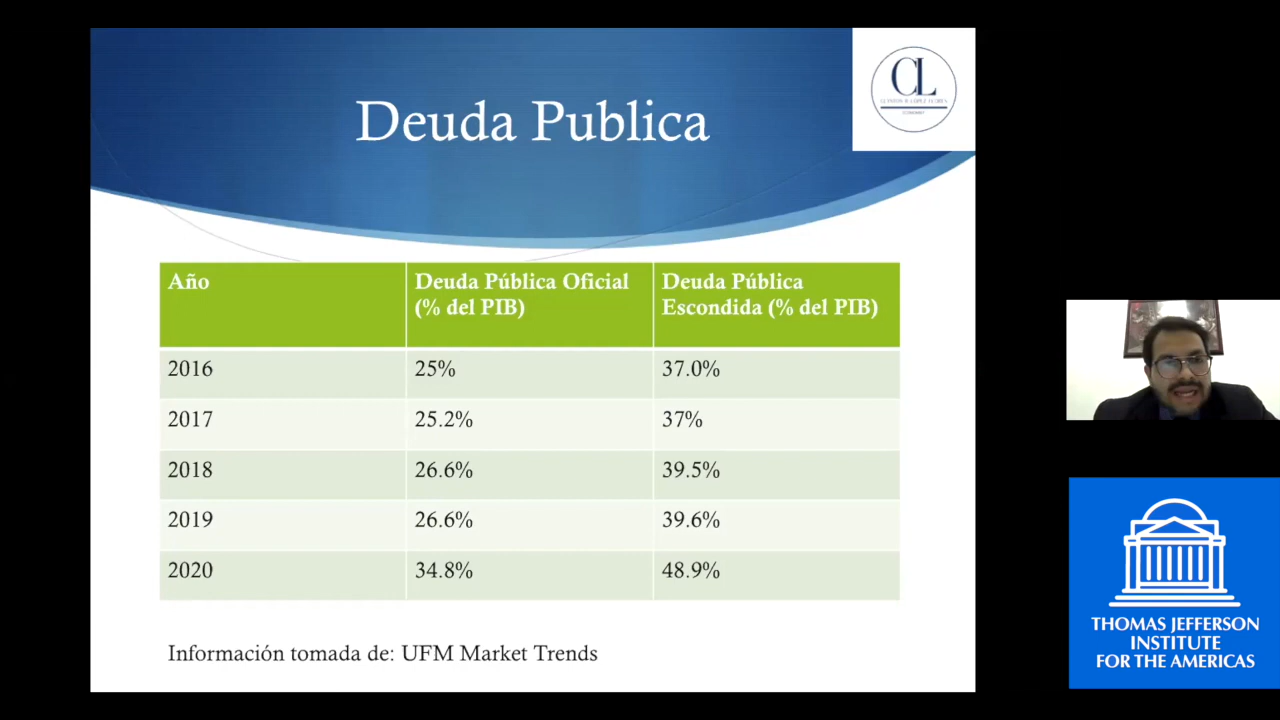 Deuda Publica
CL
ECONOMIST
Año
Deuda Pública Oficial
(% del PIB)
Deuda Pública
Escondida (% del PIB)
2016
25%
37.0%
2017
25.2%
37%
2018
26.6%
39.5%
2019
26.6%
39.6%
2020
34.8%
48.9%
Información tomada de: UFM Market Trends
THOMAS JEFFERSON
INSTITUTE
FOR THE AMERICAS